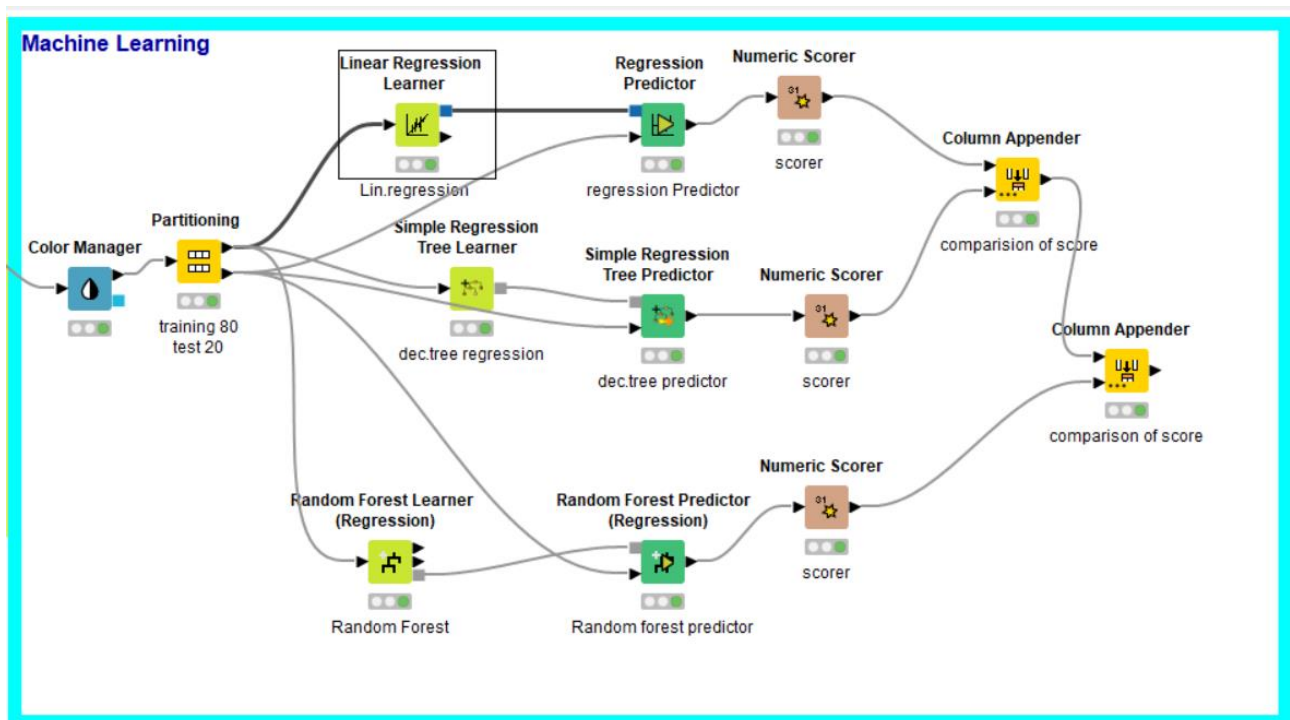 Machine Learning
Linear Regression
Learner
Lin.regression
Regression
Predictor
regression Predictor
Numeric Scorer
scorer
Column Appender
comparision of score
Color Manager
Partitioning
training 80
test 20
Simple Regression
Tree Learner
dec.tree regression
Simple Regression
Tree Predictor
dec.tree predictor
Numeric Scorer
scorer
Column Appender
comparison of score
Random Forest Learner
(Regression)
Random Forest
Random Forest Predictor
(Regression)
Random forest predictor
Numeric Scorer
scorer